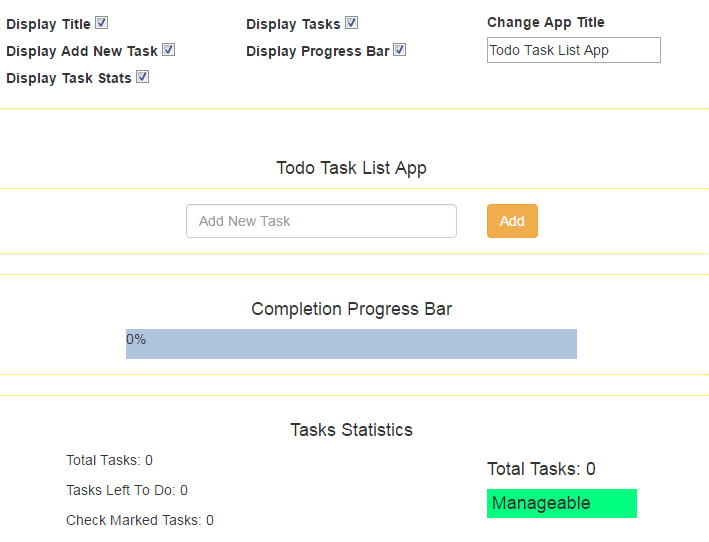 Display Title
Display Tasks
Change App Title
Display Add New Task
Display Progress Bar
Todo Task List App
Display Task Stats
Todo Task List App
Add New Task
Add
Completion Progress Bar
0%
Tasks Statistics
Total Tasks: 0
Tasks Left To Do: 0
Check Marked Tasks: 0
Total Tasks: 0
Manageable